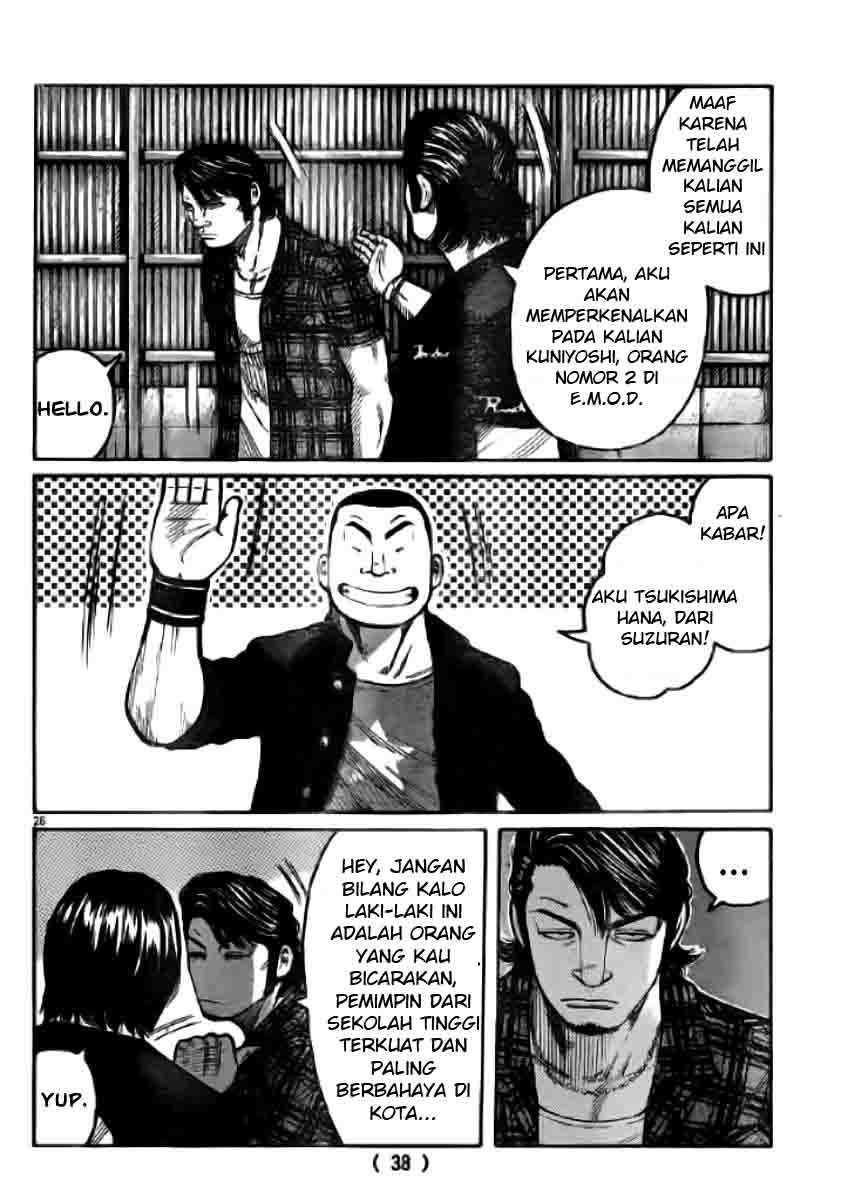 MAAF
KARENA
TELAH
MEMANGGIL
KALIAN
SEMUA
KALIAN
SEPERTI INI
PERTAMA, AKU
AKAN
MEMPERKENALKAN
PADA KALIAN
KUNIYOSHI, ORANG
NOMOR 2 DI
E.M.O.D.
HELLO.
APA
KABAR!
AKU TSUKISHIMA
HANA, DARI
SUZURAN!
26
...
HEY, JANGAN
BILANG KALO
LAKI-LAKI INI
ADALAH ORANG
YANG KAU
BICARAKAN,
PEMIMPIN DARI
SEKOLAH TINGGI
TERKUAT DAN
PALING
BERBAHAYA DI
KOTA...
YUP.
( 38 )